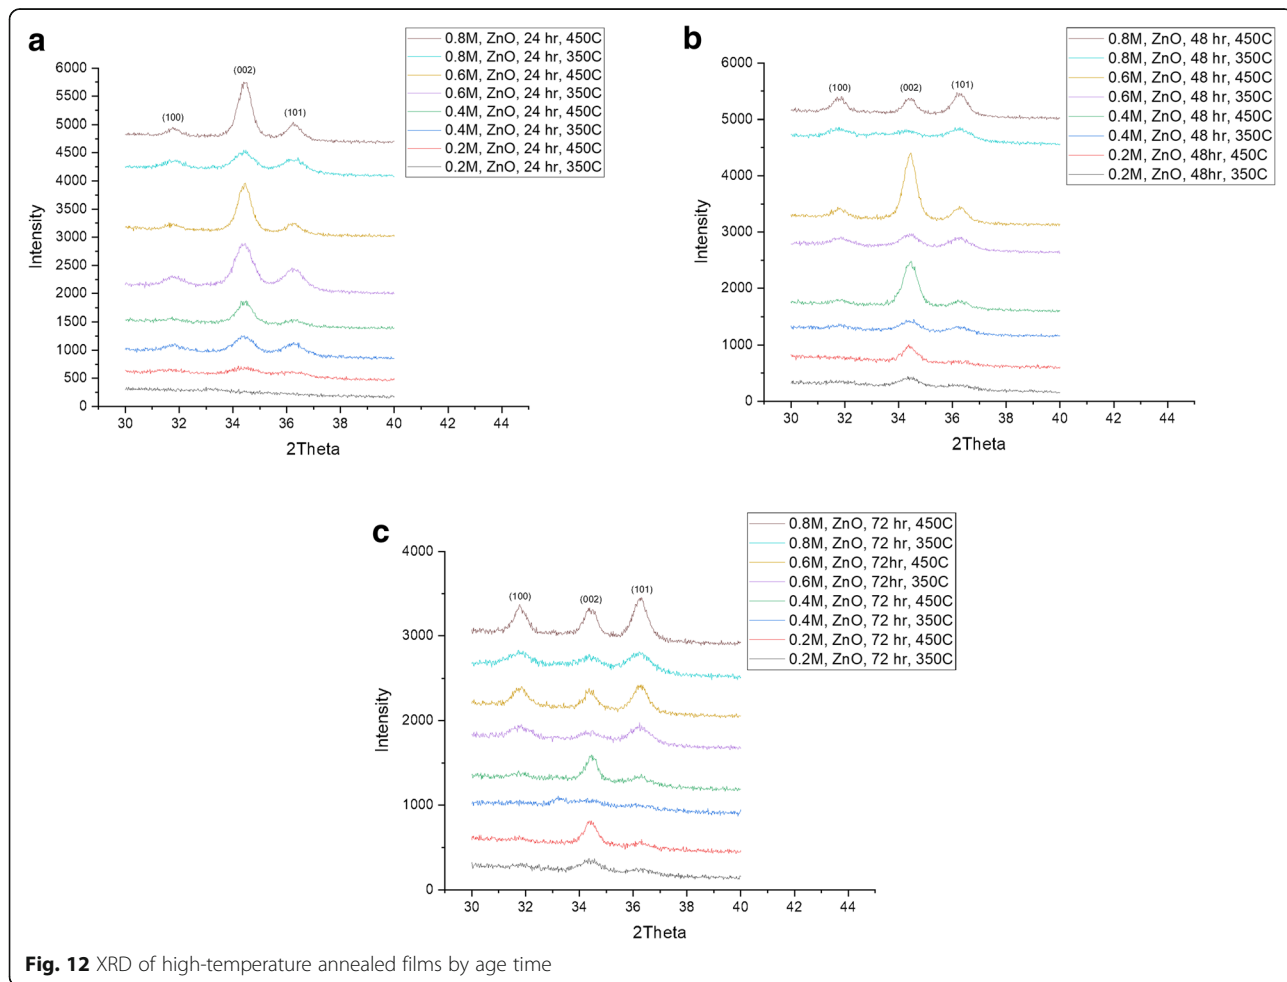 a
0.8M, ZnO, 24 hr, 450C
0.8M, ZnO, 24 hr, 350C
0.6M, ZnO, 24 hr, 450C
0.6M, ZnO, 24 hr, 350C
0.4M, ZnO, 24 hr, 450C
0.4M, ZnO, 24 hr, 350C
0.2M, ZnO, 24 hr, 450C
0.2M, ZnO, 24 hr, 350C
6000
5500
5000
4500
4000
3500
3000
2500
2000
1500
1000
500
0
Intensity
(100)
(002)
(101)
30 32 34 36 38 40 42 44
2Theta
b
0.8M, ZnO, 48 hr, 450C
0.8M, ZnO, 48 hr, 350C
0.6M, ZnO, 48 hr, 450C
0.6M, ZnO, 48 hr, 350C
0.4M, ZnO, 48 hr, 450C
0.4M, ZnO, 48 hr, 350C
0.2M, ZnO, 48hr, 450C
0.2M, ZnO, 48hr, 350C
6000
5000
4000
3000
2000
1000
0
Intensity
(100)
(002)
(101)
30 32 34 36 38 40 42 44
2Theta
c
0.8M, ZnO, 72 hr, 450C
0.8M, ZnO, 72 hr, 350C
0.6M, ZnO, 72hr, 450C
0.6M, ZnO, 72hr, 350C
0.4M, ZnO, 72 hr, 450C
0.4M, ZnO, 72 hr, 350C
0.2M, ZnO, 72 hr, 450C
0.2M, ZnO, 72 hr, 350C
4000
3000
2000
1000
0
Intensity
(100)
(002)
(101)
30 32 34 36 38 40 42 44
2Theta
Fig. 12 XRD of high-temperature annealed films by age time